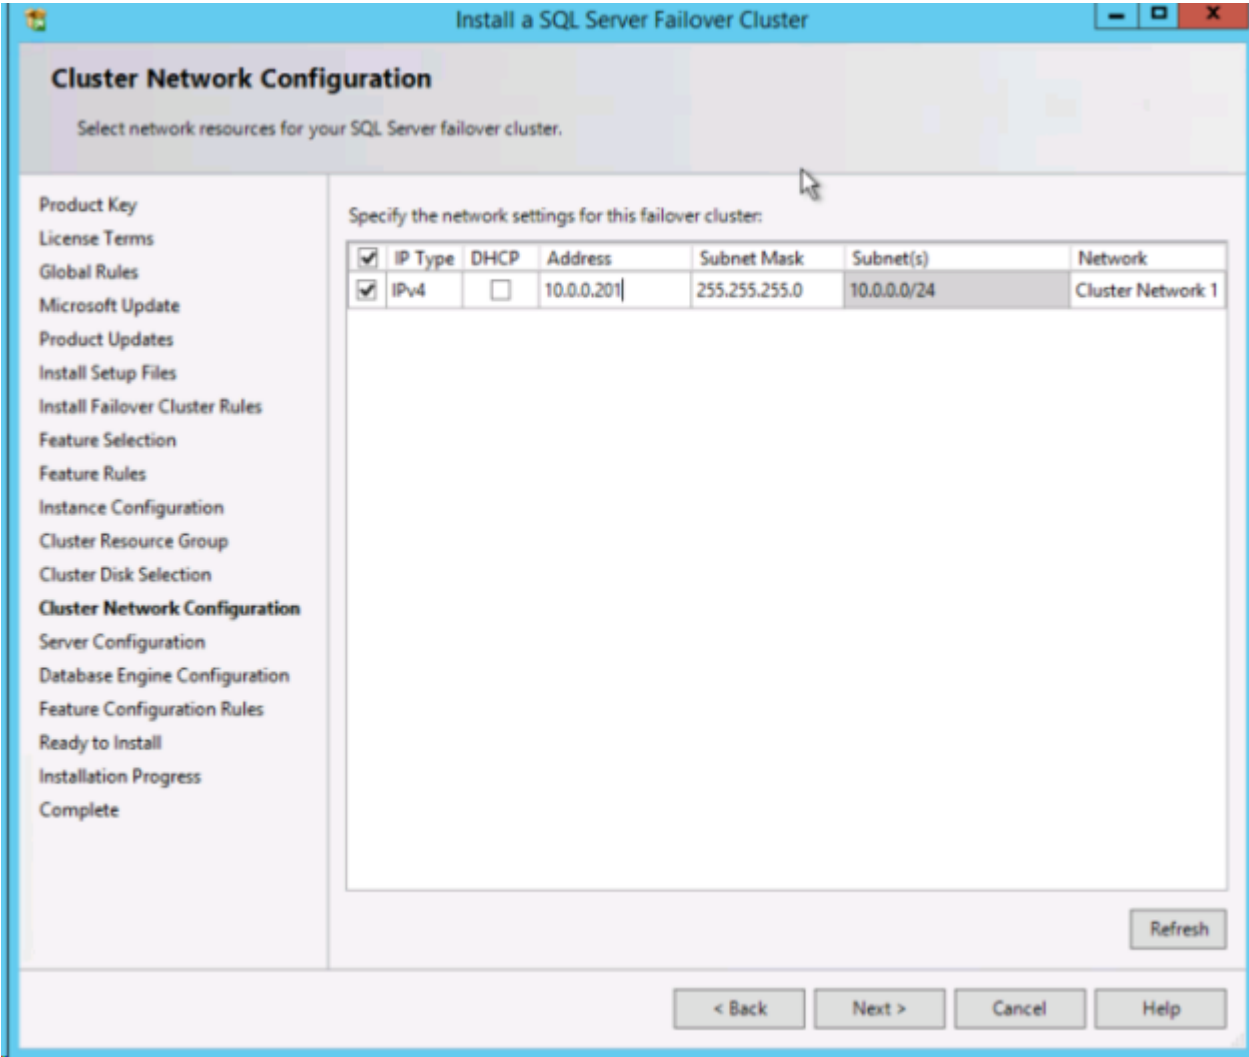 Install a SQL Server Failover Cluster
Cluster Network Configuration
Select network resources for your SQL Server failover cluster.
Product Key
License Terms
Global Rules
Microsoft Update
Product Updates
Install Setup Files
Install Failover Cluster Rules
Feature Selection
Feature Rules
Instance Configuration
Cluster Resource Group
Cluster Disk Selection
Cluster Network Configuration
Server Configuration
Database Engine Configuration
Feature Configuration Rules
Ready to Install
Installation Progress
Complete
Specify the network settings for this failover cluster:
IP Type DHCP Address Subnet Mask Subnet(s) Network
IPv4 10.0.0.201 255.255.255.0 10.0.0.0/24 Cluster Network 1
Refresh
< Back Next > Cancel Help